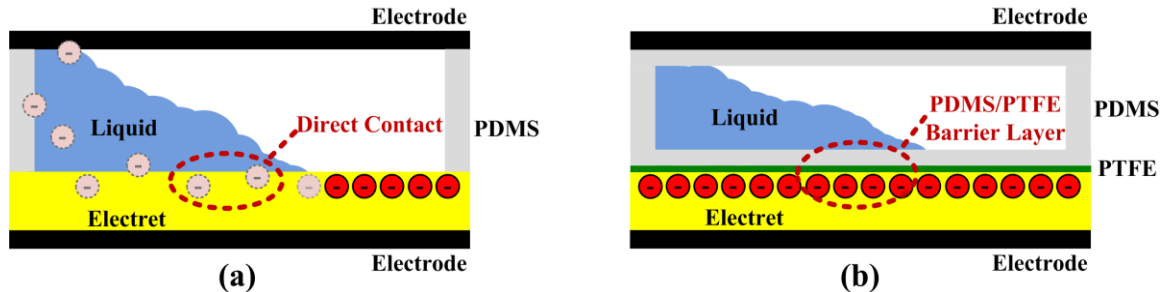 Electrode
Liquid
Direct Contact
PDMS
Electret
Electrode
(a)
Electrode
Liquid
PDMS/PTFE
Barrier Layer
PDMS
PTFE
Electret
Electrode
(b)